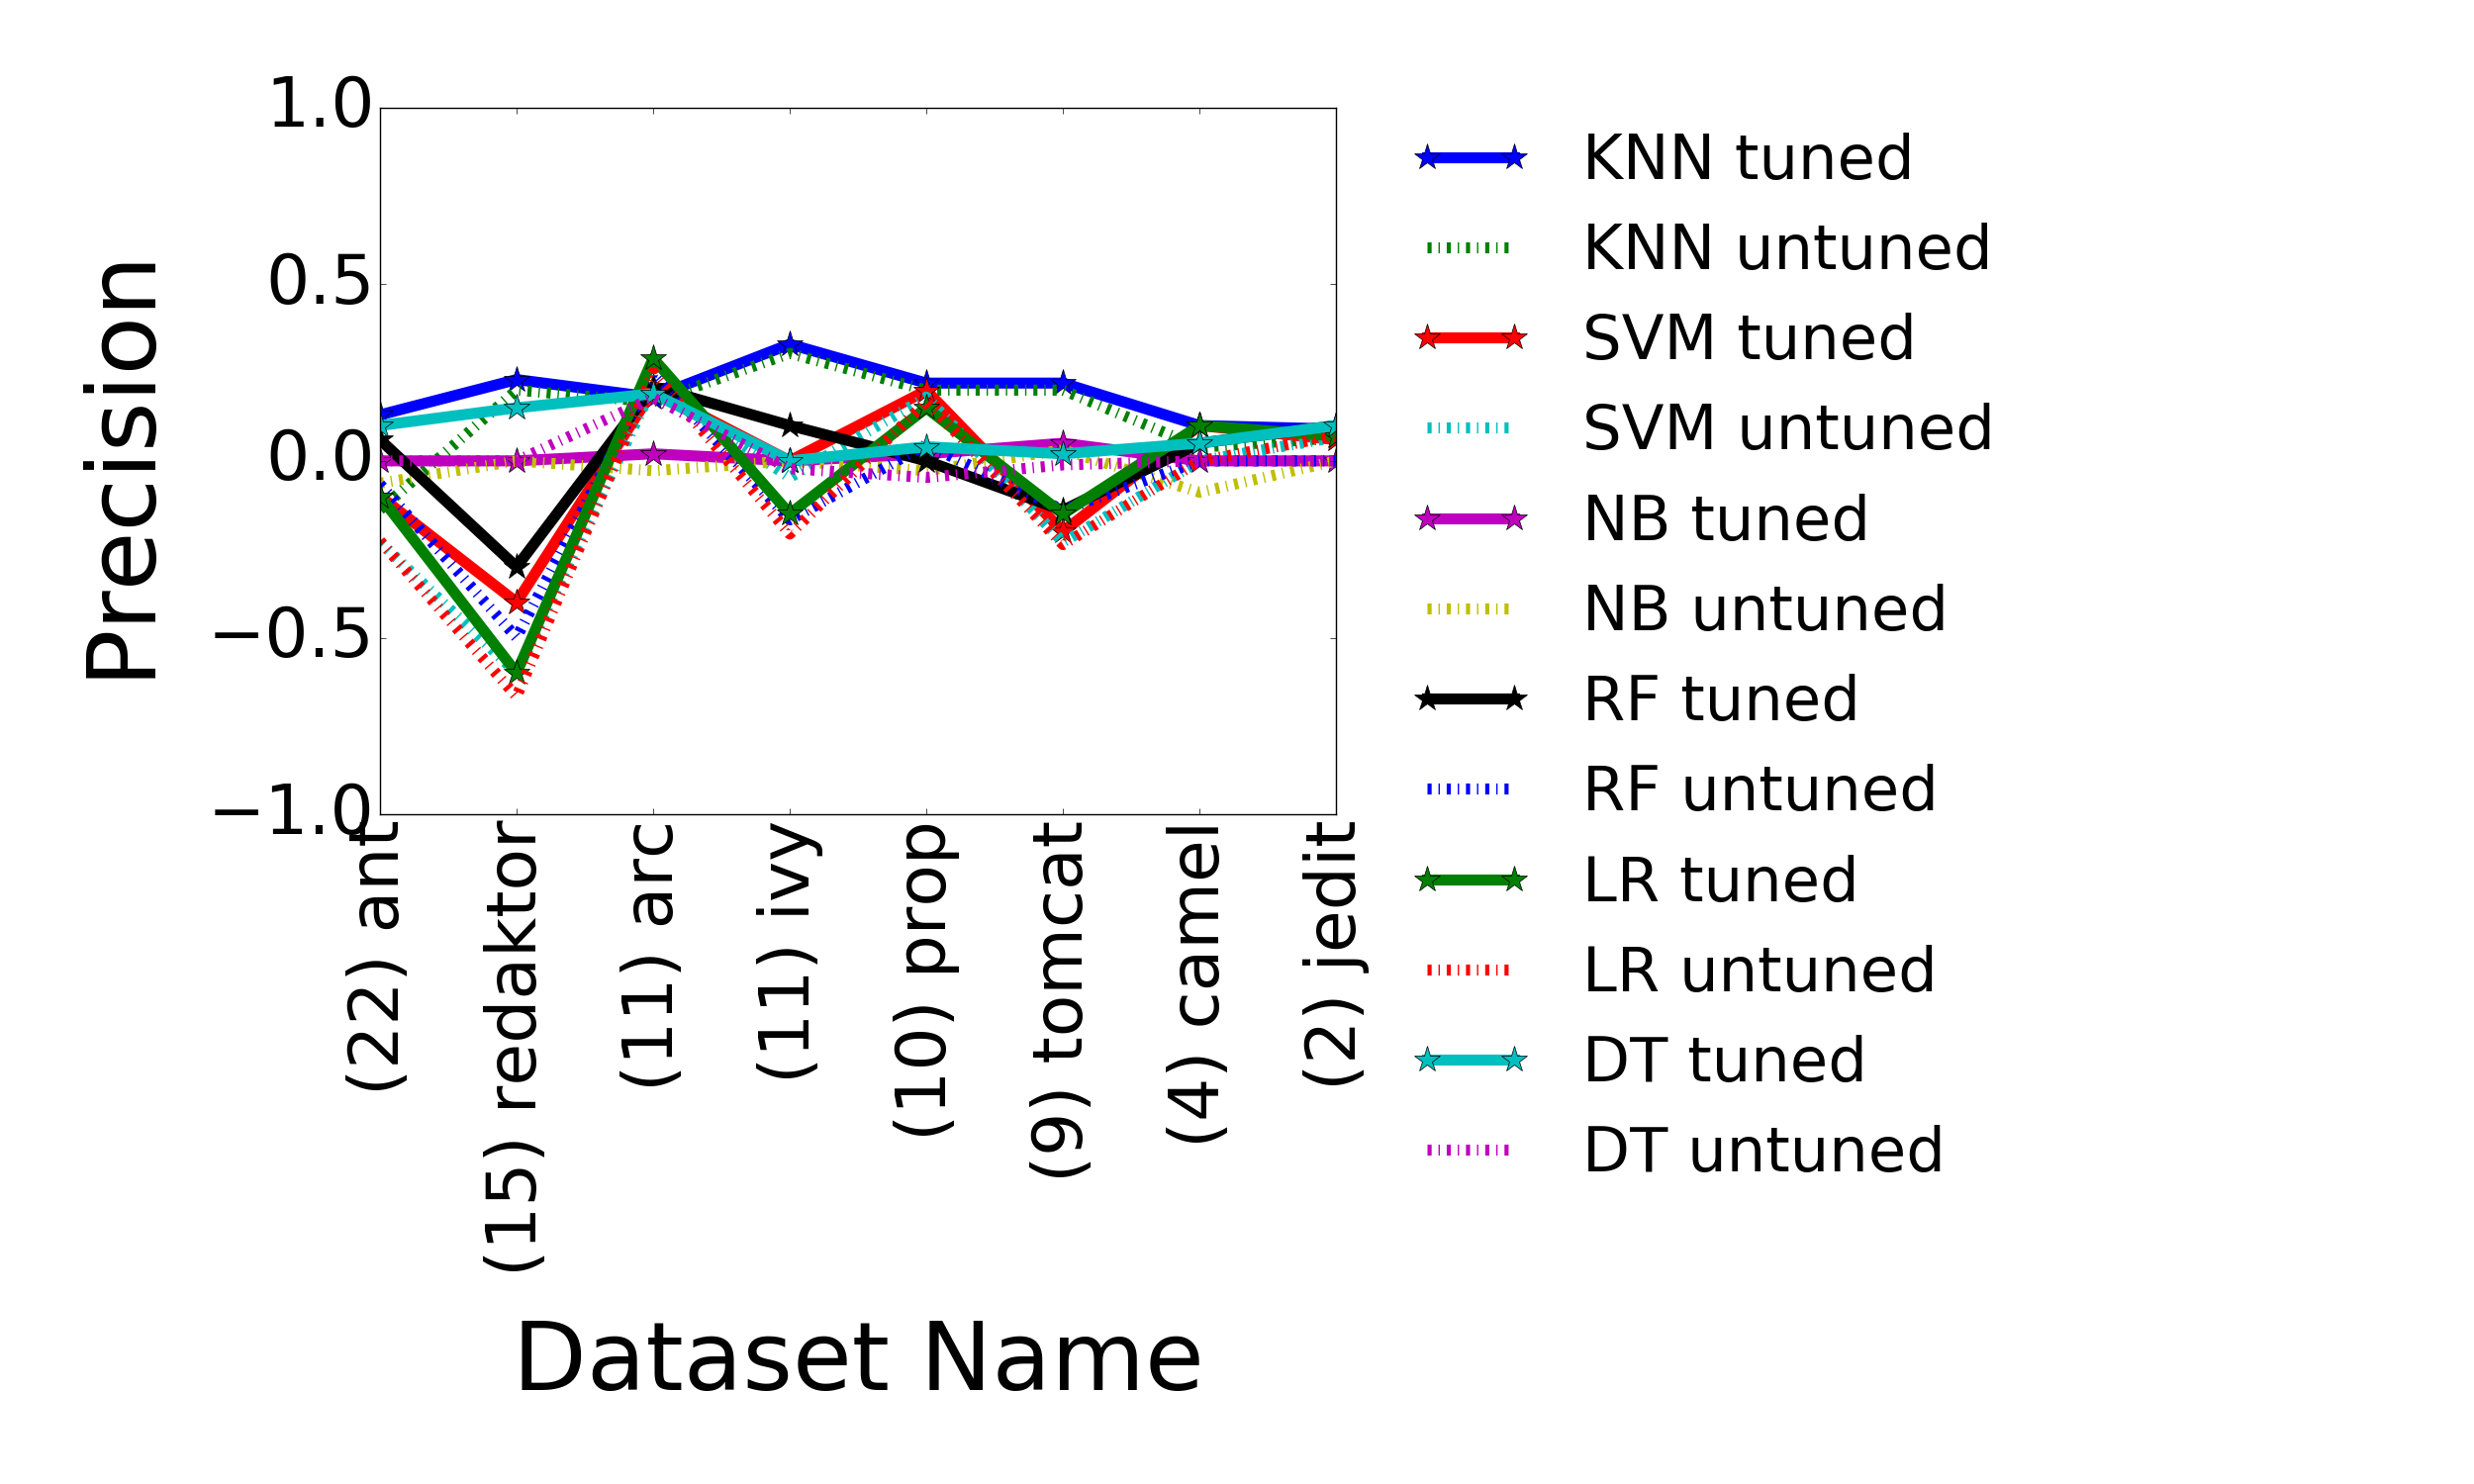 Precision
1.0
0.5
0.0
−0.5
−1.0
(22) ant
(15) redaktor
(11) arc
(11) ivy
(10) prop
(9) tomcat
(4) camel
(2) jedit
Dataset Name
KNN tuned
KNN untuned
SVM tuned
SVM untuned
NB tuned
NB untuned
RF tuned
RF untuned
LR tuned
LR untuned
DT tuned
DT untuned